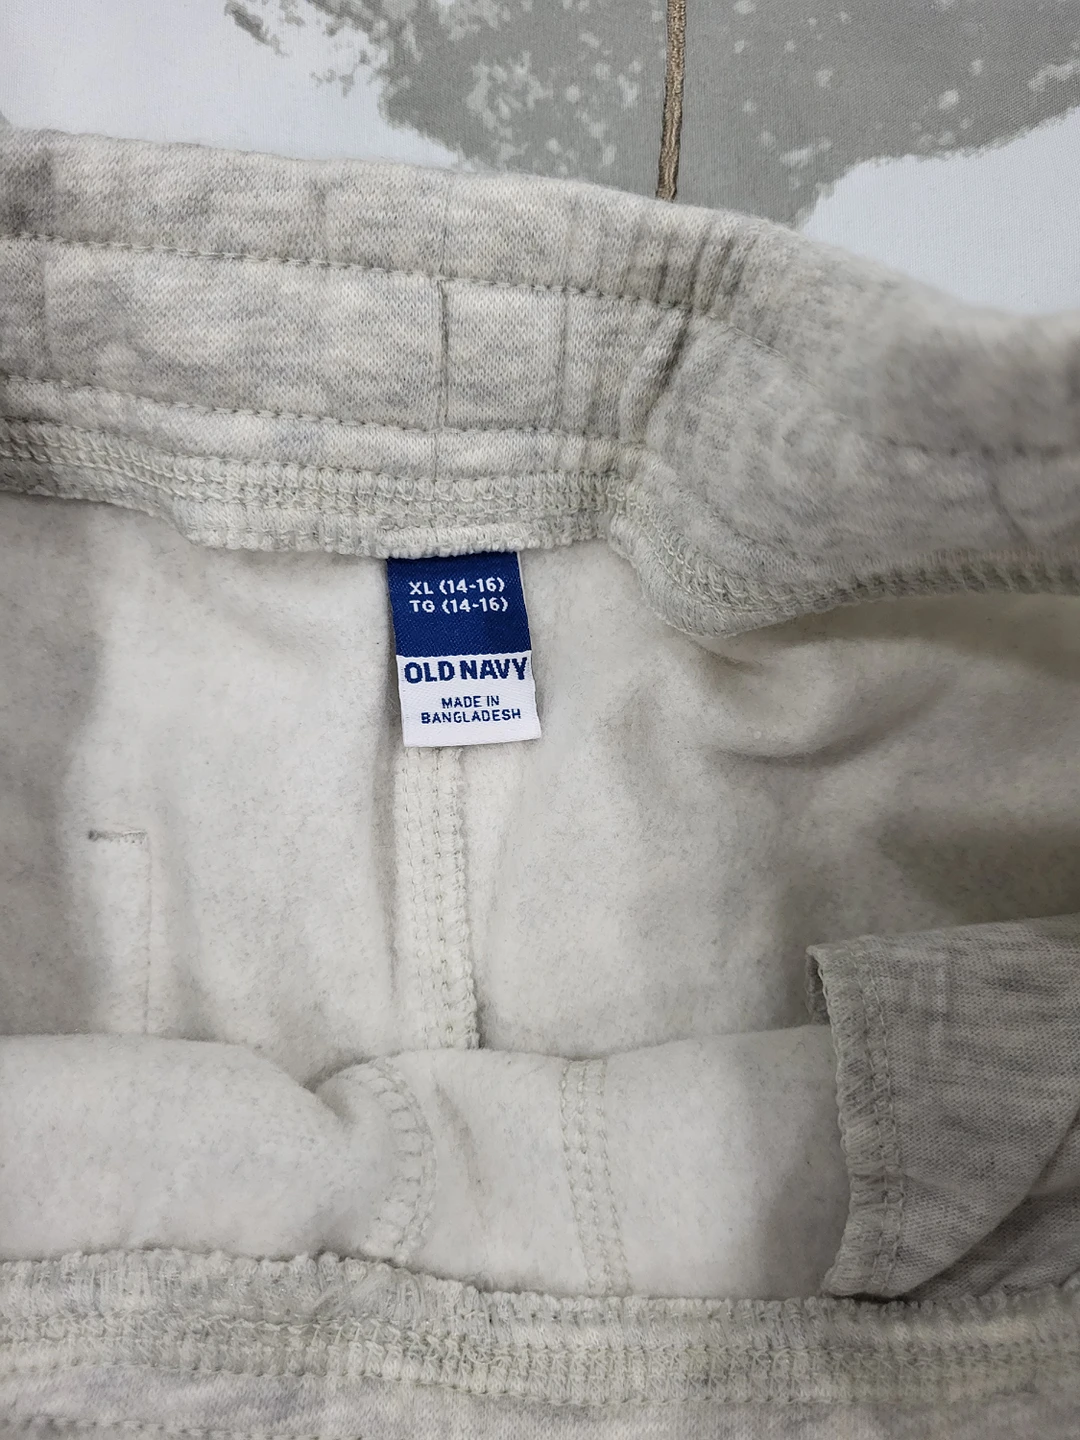 XL (14-16)
TG (14-16)
OLD NAVY
MADE IN
BANGLADESH